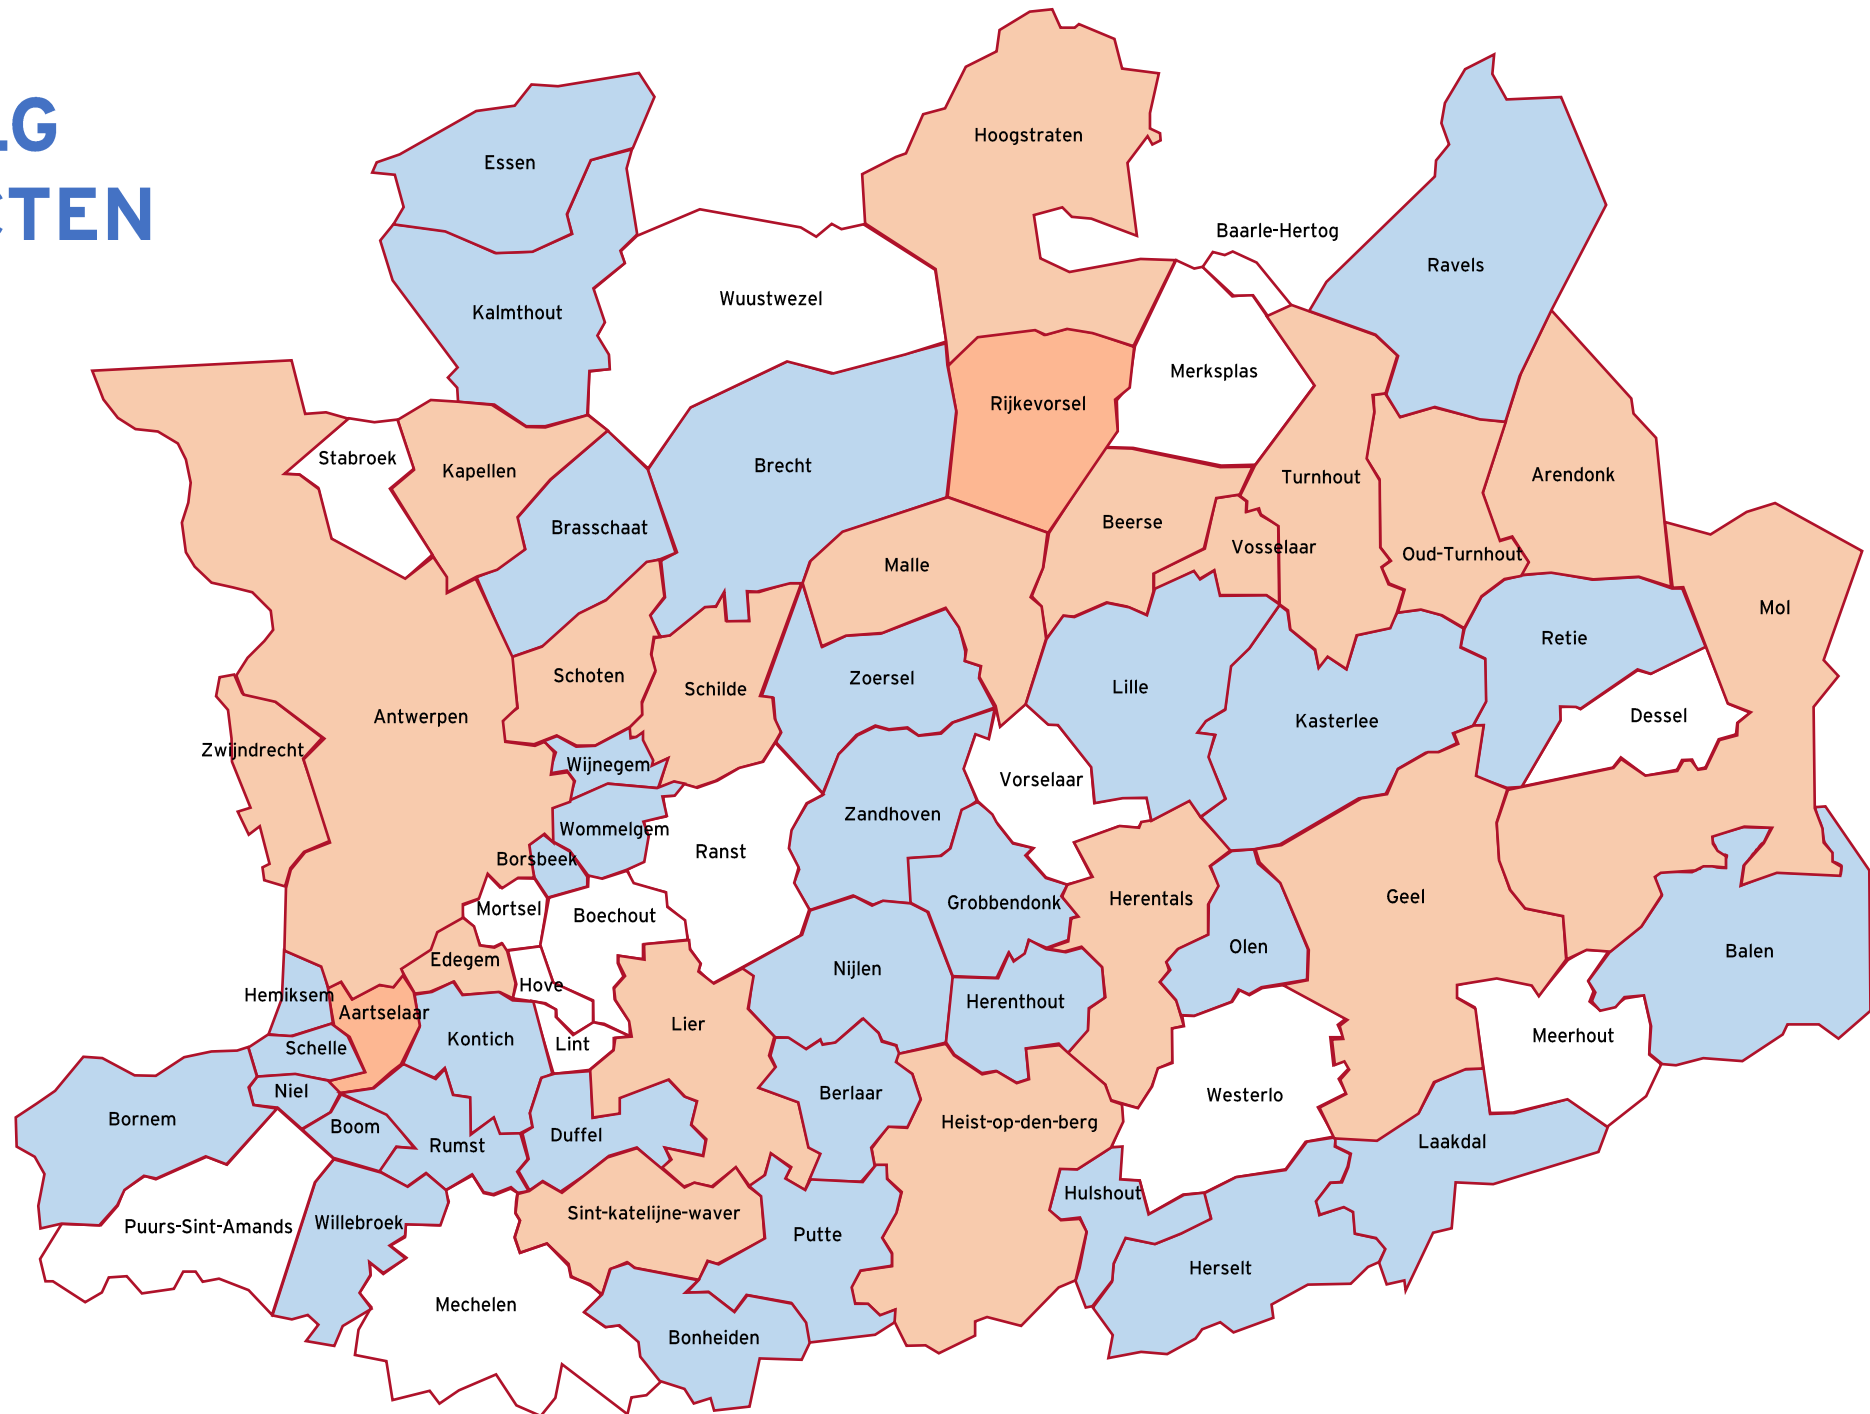 LG
CTEN
Hoogstraten
Essen
Baarle-Hertog
Ravels
Wuustwezel
Kalmthout
Merksplas
Rijkevorsel
Stabroek
Kapellen
Brecht
Turnhout
Arendonk
Brasschaat
Beerse
Vosselaar
Oud-Turnhout
Malle
Mol
Retie
Schoten
Zoersel
Lille
Schilde
Antwerpen
Kasterlee
Dessel
Zwijndrecht
Wijnegem
Vorselaar
Zandhoven
Wommelgem
Ranst
Borsbeek
Geel
Herentals
Grobbendonk
Mortsel
Boechout
Olen
Balen
Edegem
Nijlen
Hove
Hemiksem
Herenthout
Aartselaar
Lier
Kontich
Lint
Meerhout
Schelle
Niel
Berlaar
Westerlo
Bornem
Heist-op-den-berg
Boom
Duffel
Rumst
Laakdal
Hulshout
Sint-katelijne-waver
Willebroek
Puurs-Sint-Amands
Putte
Herselt
Mechelen
Bonheiden